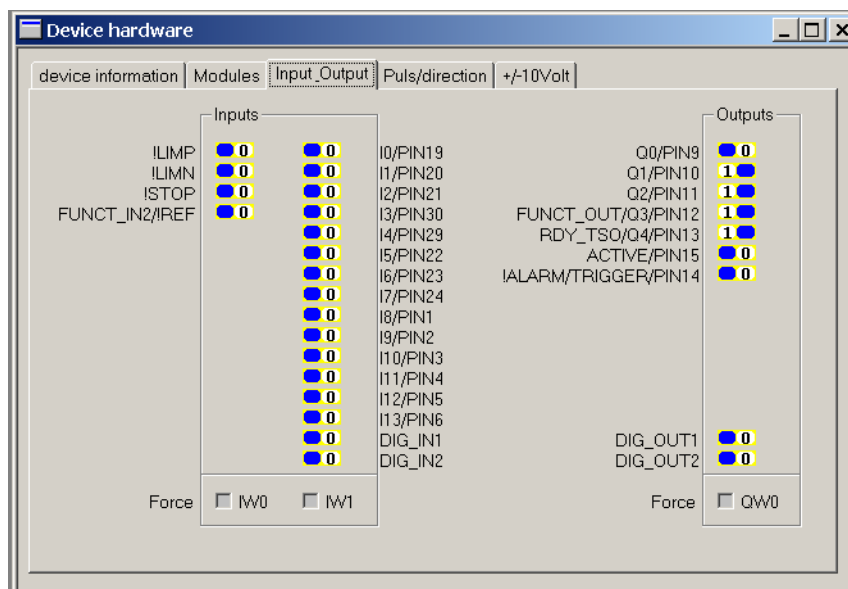 Device hardware
device information Modules Input_Output Puls/direction +/-10Volt
Inputs Outputs
!LIMP 0 0 I0/PIN19 Q0/PIN9 0
!LIMN 0 0 I1/PIN20 Q1/PIN10 1
!STOP 0 0 I2/PIN21 Q2/PIN11 1
FUNCT_IN2/!REF 0 0 I3/PIN30 FUNCT_OUT/Q3/PIN12 1
0 I4/PIN29 RDY_TSO/Q4/PIN13 1
0 I5/PIN22 ACTIVE/PIN15 0
0 I6/PIN23 !ALARM/TRIGGER/PIN14 0
0 I7/PIN24
0 I8/PIN1
0 I9/PIN2
0 I10/PIN3
0 I11/PIN4
0 I12/PIN5
0 I13/PIN6
0 DIG_IN1 DIG_OUT1 0
0 DIG_IN2 DIG_OUT2 0
Force IW0 IW1 Force QW0